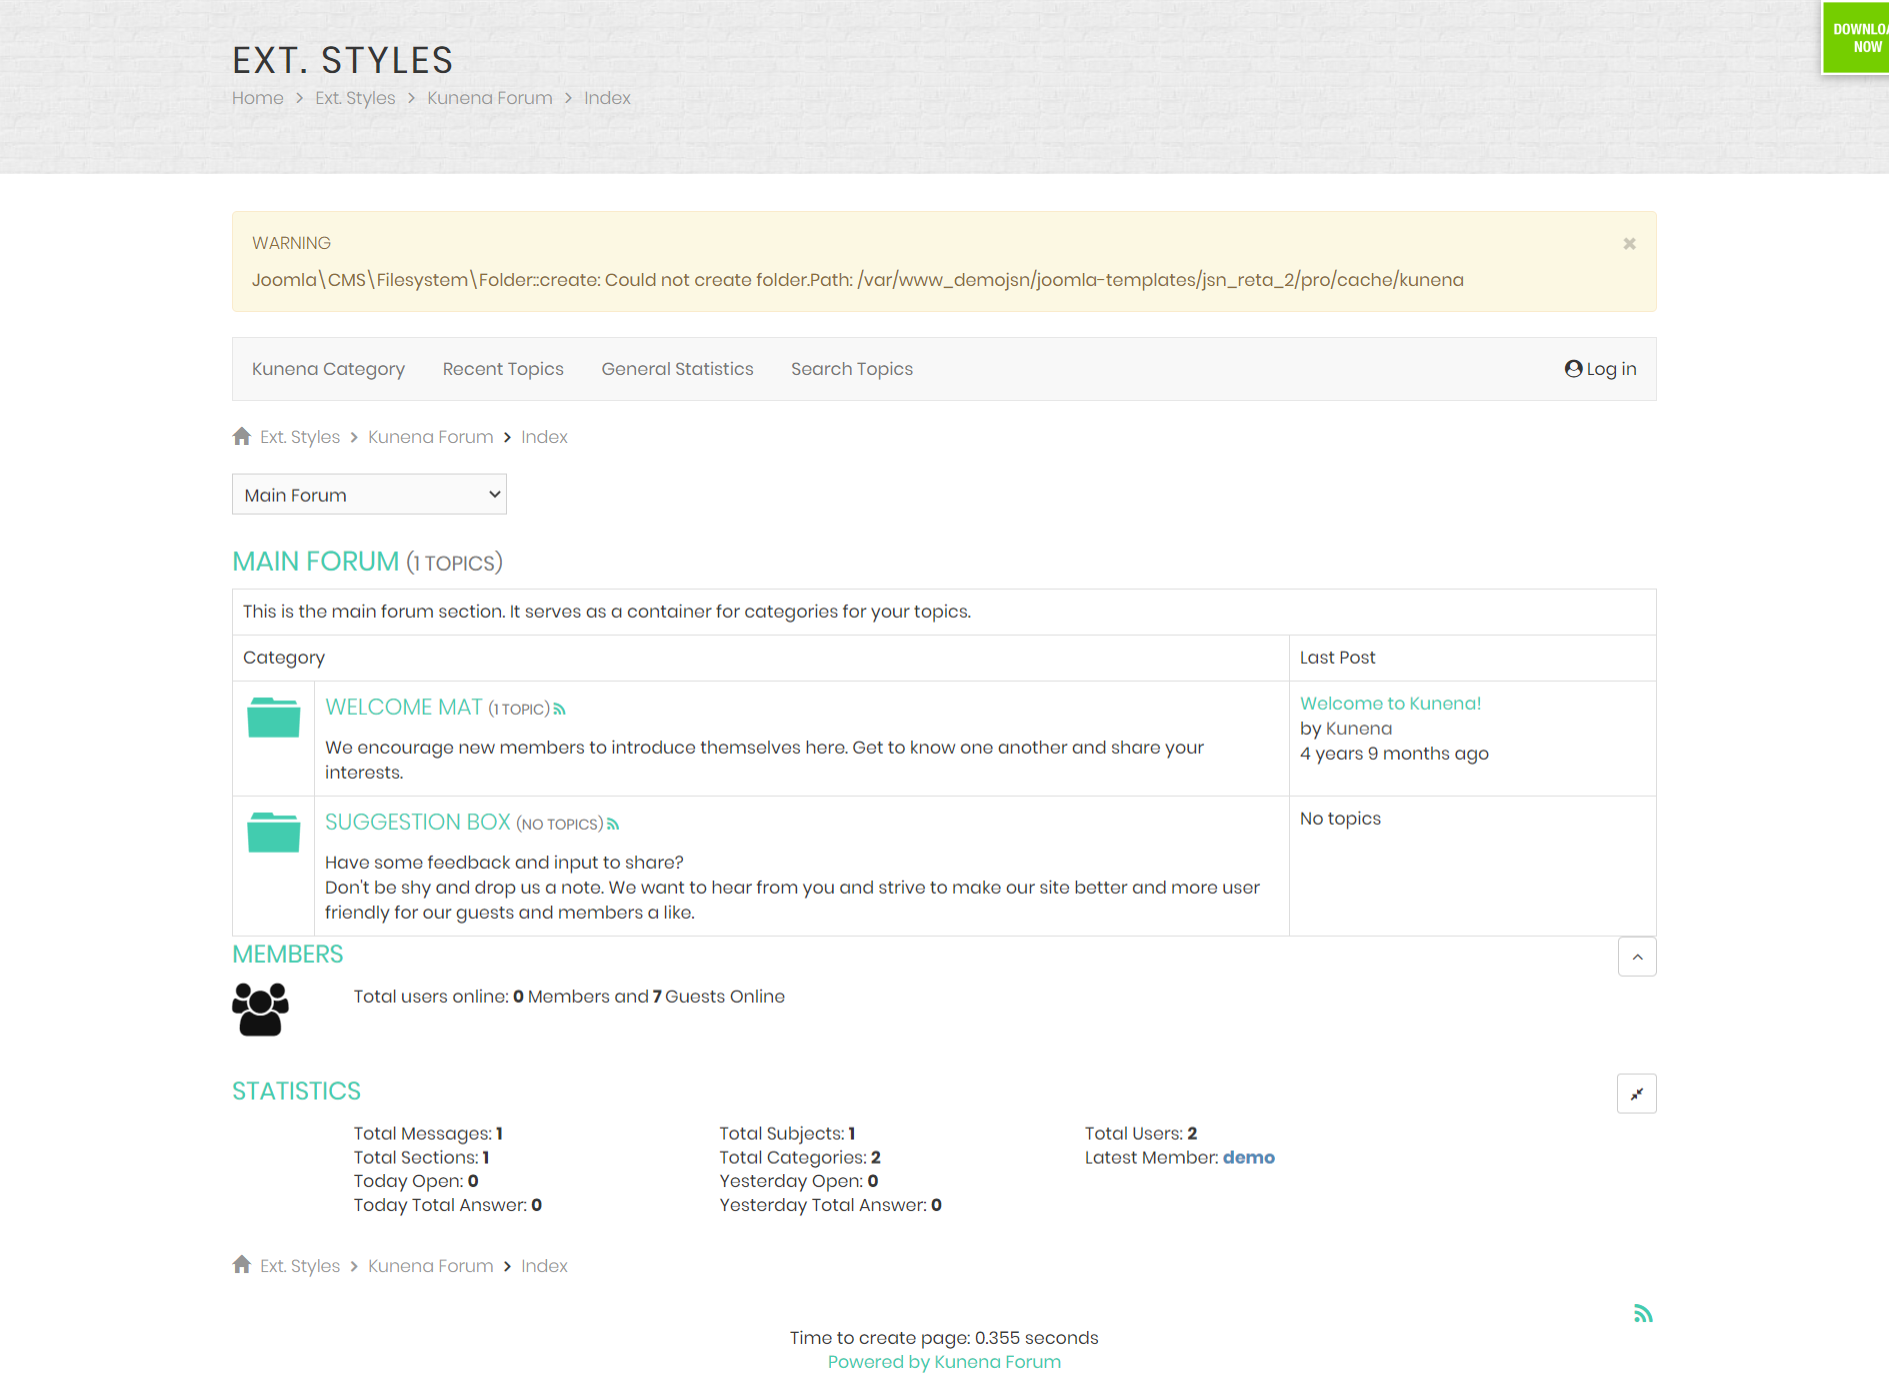 DOWNLOA
NOW
EXT. STYLES
Home > Ext. Styles > Kunena Forum > Index
WARNING
Joomla\CMS\Filesystem\Folder::create: Could not create folder.Path: /var/www_demojsn/joomla-templates/jsn_reta_2/pro/cache/kunena
Kunena Category Recent Topics General Statistics Search Topics Log in
Ext. Styles > Kunena Forum > Index
Main Forum
MAIN FORUM (1 TOPICS)
This is the main forum section. It serves as a container for categories for your topics.
Category Last Post
WELCOME MAT (1 TOPIC)
We encourage new members to introduce themselves here. Get to know one another and share your
interests.
Welcome to Kunena!
by Kunena
4 years 9 months ago
SUGGESTION BOX (NO TOPICS)
Have some feedback and input to share?
Don't be shy and drop us a note. We want to hear from you and strive to make our site better and more user
friendly for our guests and members a like.
No topics
MEMBERS
Total users online: 0 Members and 7 Guests Online
STATISTICS
Total Messages: 1
Total Sections: 1
Today Open: 0
Today Total Answer: 0
Total Subjects: 1
Total Categories: 2
Yesterday Open: 0
Yesterday Total Answer: 0
Total Users: 2
Latest Member: demo
Ext. Styles > Kunena Forum > Index
Time to create page: 0.355 seconds
Powered by Kunena Forum